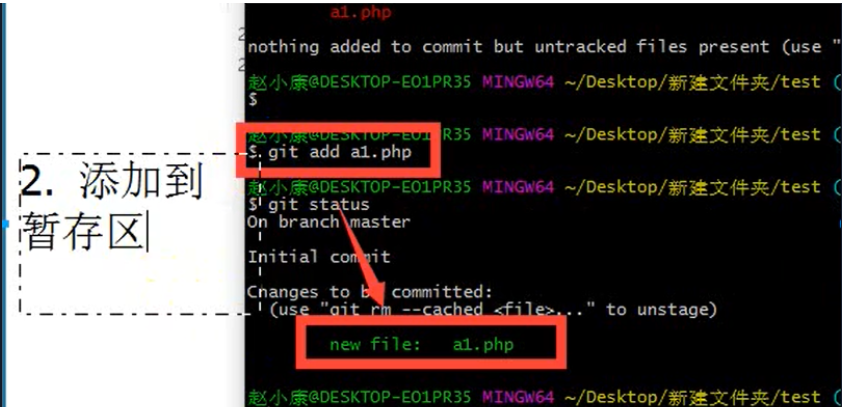 a1.php
nothing added to commit but untracked files present (use "
赵小康@DESKTOP-EO1PR35 MINGW64 ~/Desktop/新建文件夹/test (
$
赵小康@DESKTOP-EO1PR35 MINGW64 ~/Desktop/新建文件夹/test (
$ git add a1.php
2. 添加到
暂存区
赵小康@DESKTOP-EO1PR35 MINGW64 ~/Desktop/新建文件夹/test (
$ git status
On branch master
Initial commit
Changes to be committed:
(use "git rm --cached <file>..." to unstage)
new file: a1.php
赵小康@DESKTOP-EO1PR35 MINGW64 ~/Desktop/新建文件夹/test (